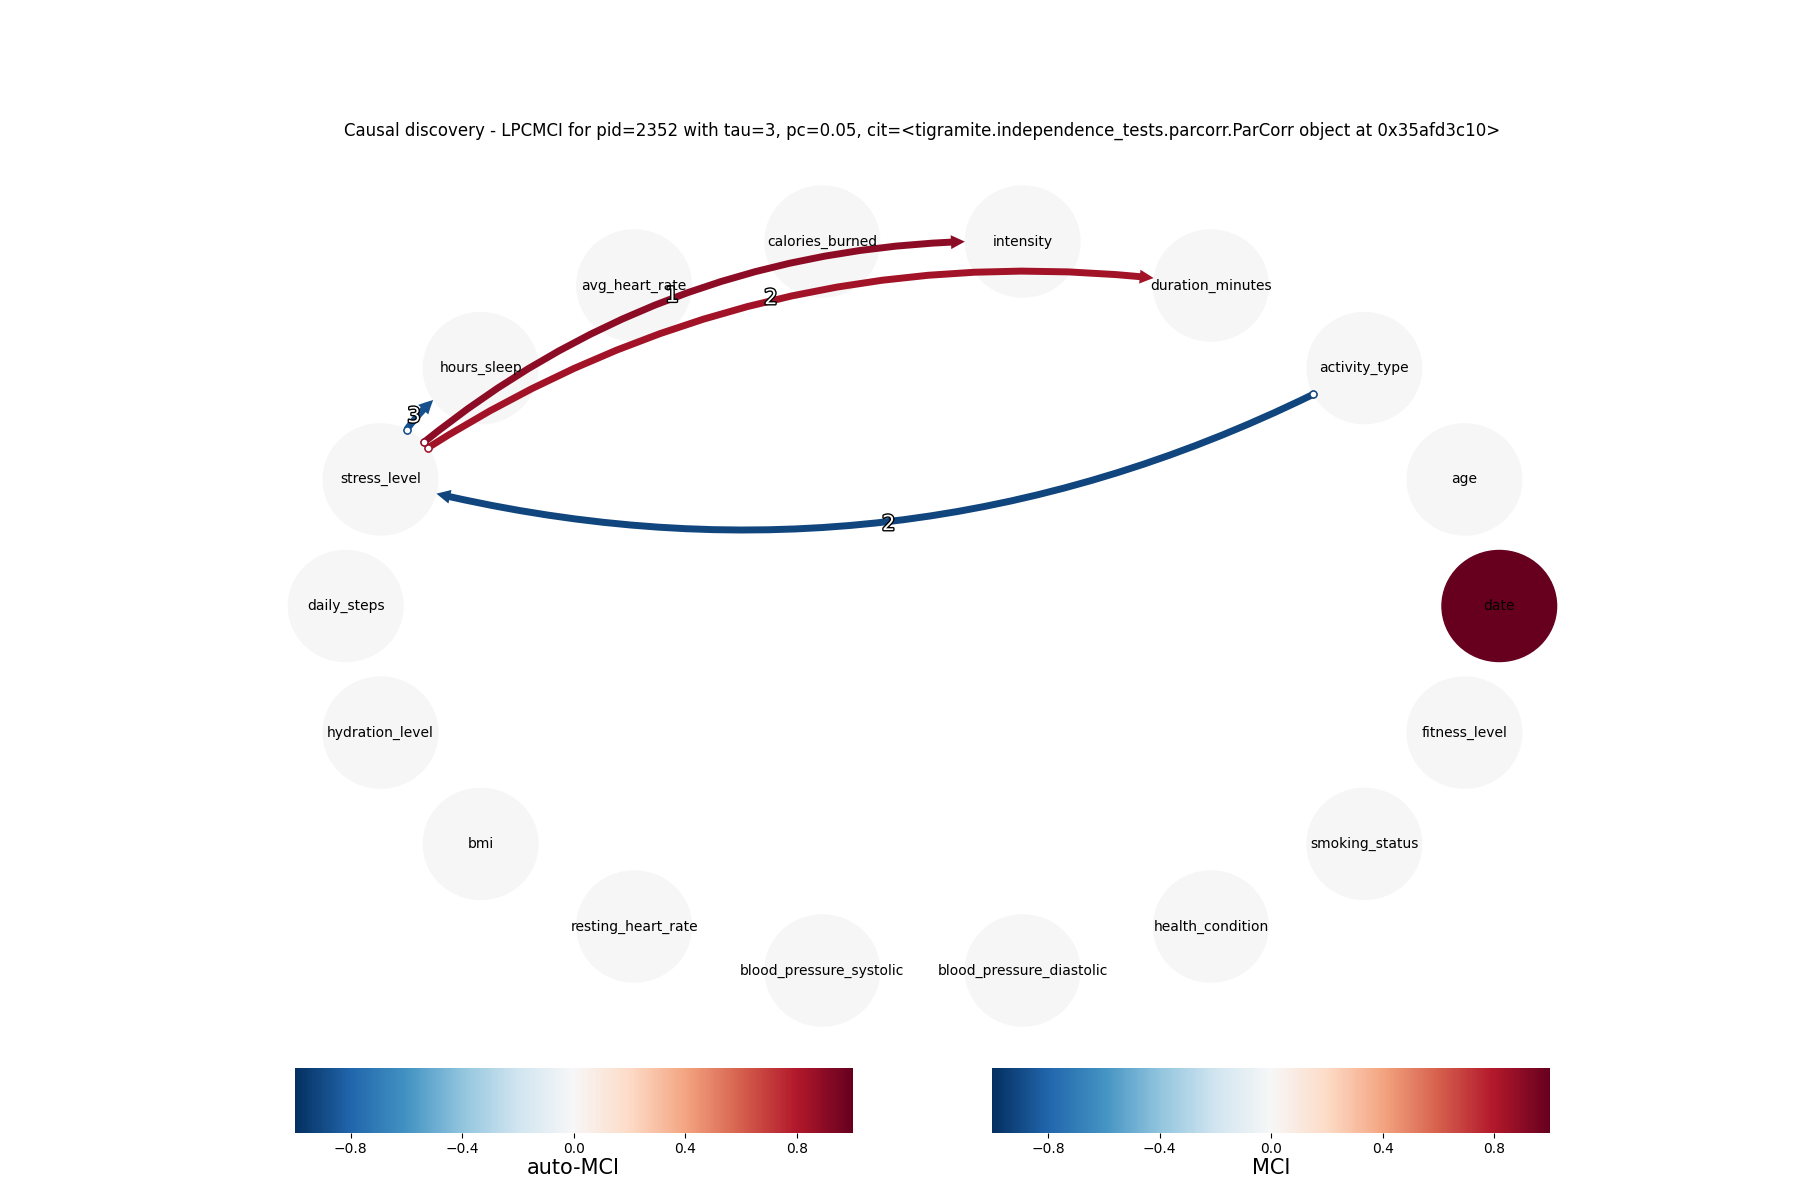 Causal discovery - LPCMCI for pid=2352 with tau=3, pc=0.05, cit=<tigramite.independence_tests.parcorr.ParCorr object at 0x35afd3c10>
calories_burned
intensity
avg_heart_rate
duration_minutes
1
2
hours_sleep
activity_type
3
stress_level
age
2
daily_steps
date
hydration_level
fitness_level
bmi
smoking_status
resting_heart_rate
health_condition
blood_pressure_systolic
blood_pressure_diastolic
−0.8 −0.4 0.0 0.4 0.8
auto-MCI
−0.8 −0.4 0.0 0.4 0.8
MCI